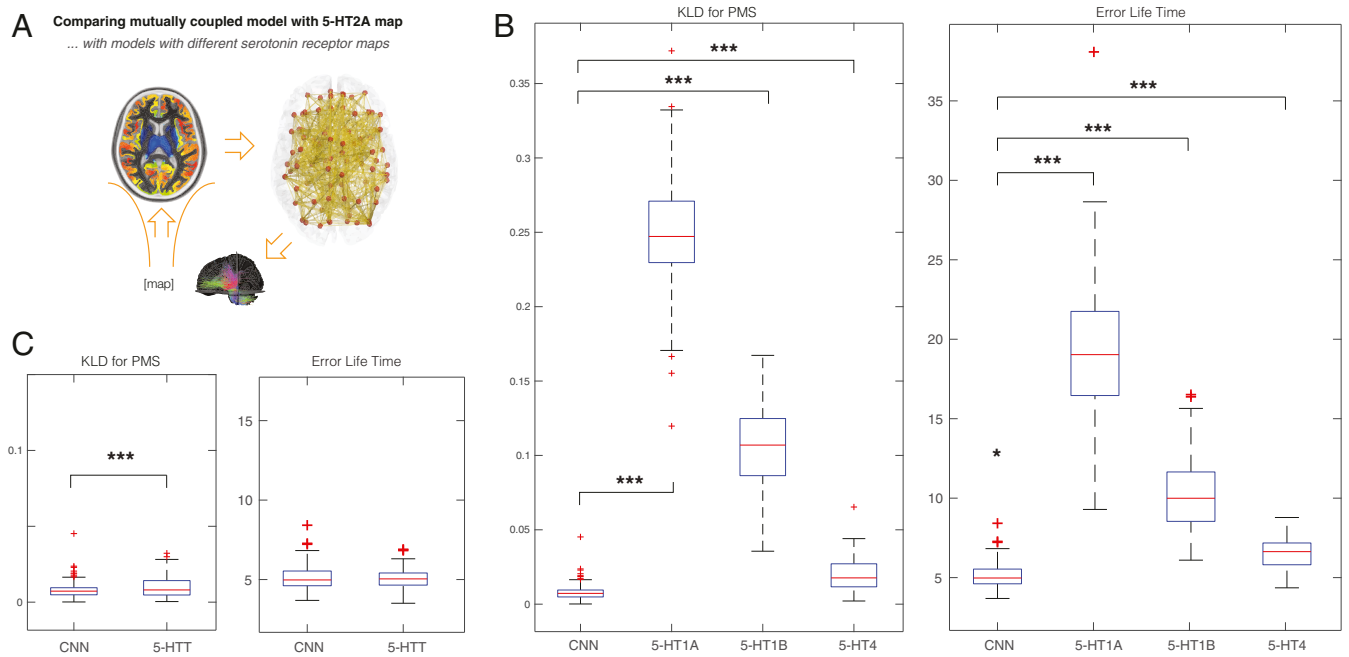 A
Comparing mutually coupled model with 5-HT2A map
... with models with different serotonin receptor maps
[map]
B
KLD for PMS
0.35
0.3
0.25
0.2
0.15
0.1
0.05
0
***
***
***
CNN
5-HT1A
5-HT1B
5-HT4
Error Life Time
35
30
25
20
15
10
5
***
***
***
*
CNN
5-HT1A
5-HT1B
5-HT4
C
KLD for PMS
0.1
0
***
CNN
5-HTT
Error Life Time
15
10
5
CNN
5-HTT